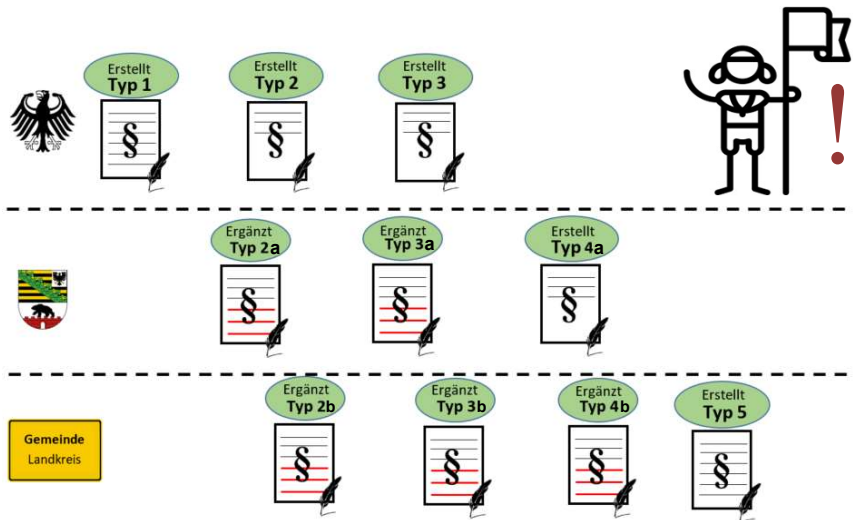 Erstellt
Typ 1
§
Erstellt
Typ 2
§
Erstellt
Typ 3
§
!
Ergänzt
Typ 2a
§
Ergänzt
Typ 3a
§
Erstellt
Typ 4a
§
Ergänzt
Typ 2b
§
Ergänzt
Typ 3b
§
Ergänzt
Typ 4b
§
Erstellt
Typ 5
§
Gemeinde
Landkreis